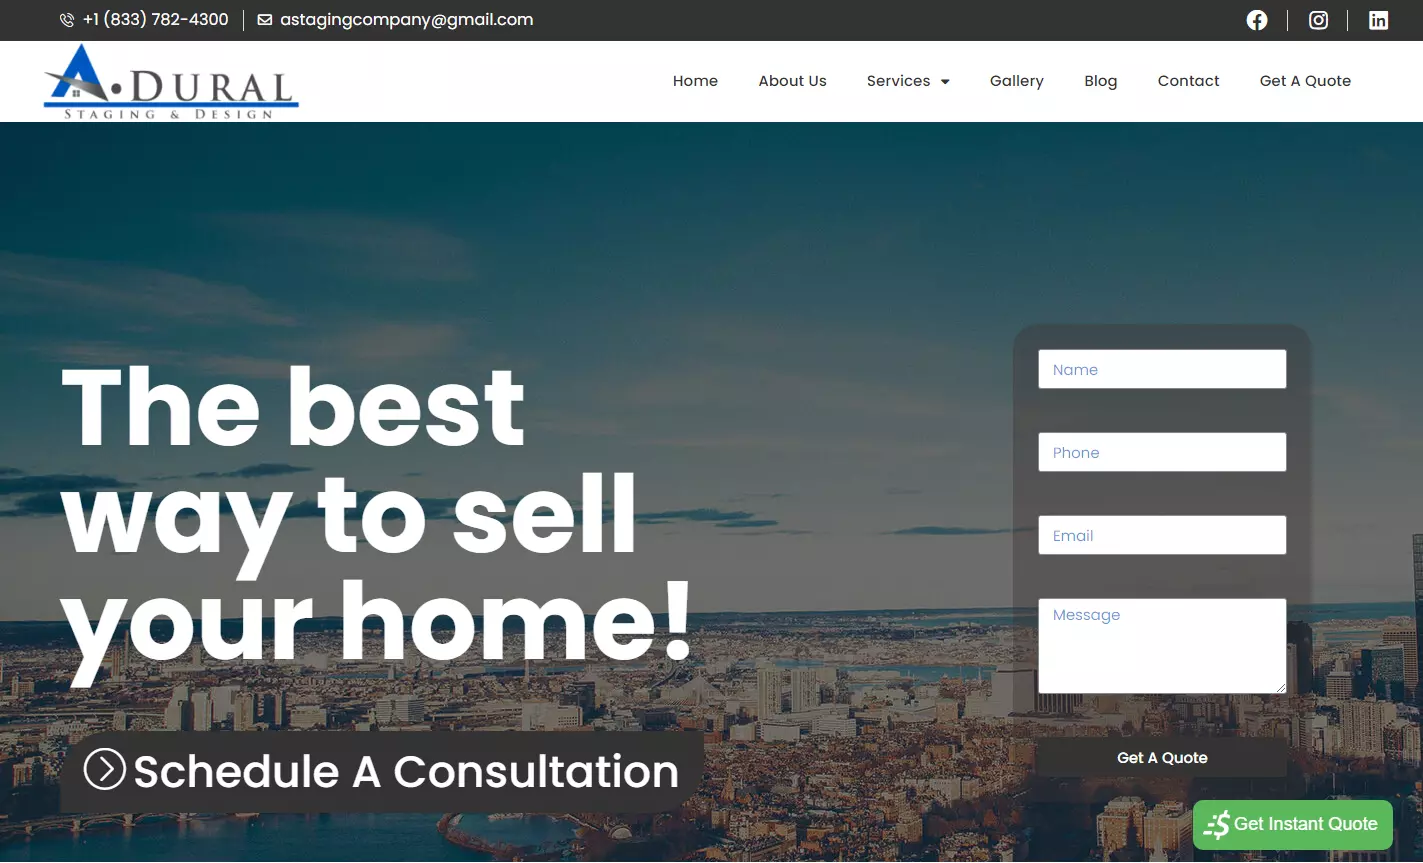 +1 (833) 782-4300
astagingcompany@gmail.com
A·DURAL
STAGING & DESIGN
Home
About Us
Services
Gallery
Blog
Contact
Get A Quote
The best
way to sell
your home!
Schedule A Consultation
Name
Phone
Email
Message
Get A Quote
Get Instant Quote